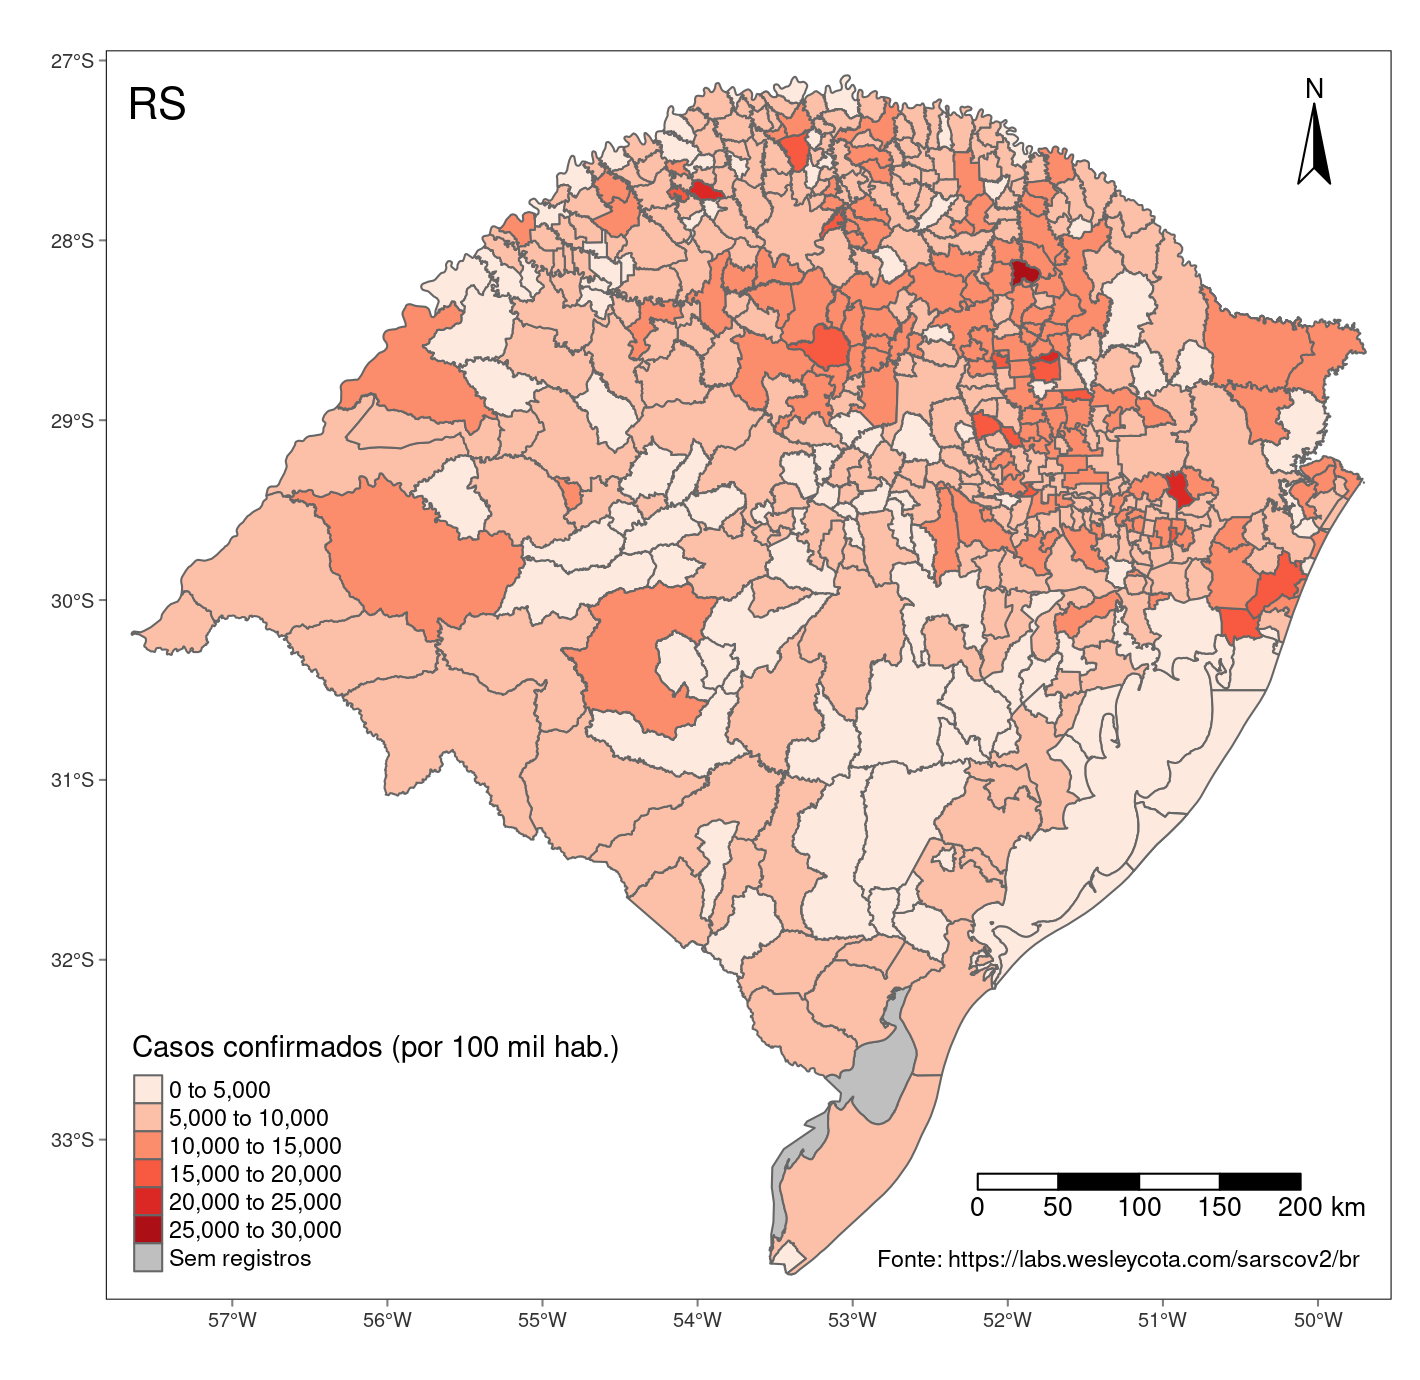 27°S
RS
N
28°S
29°S
30°S
31°S
32°S
33°S
Casos confirmados (por 100 mil hab.)
0 to 5,000
5,000 to 10,000
10,000 to 15,000
15,000 to 20,000
20,000 to 25,000
25,000 to 30,000
Sem registros
0 50 100 150 200 km
Fonte: https://labs.wesleycota.com/sarscov2/br
57°W 56°W 55°W 54°W 53°W 52°W 51°W 50°W